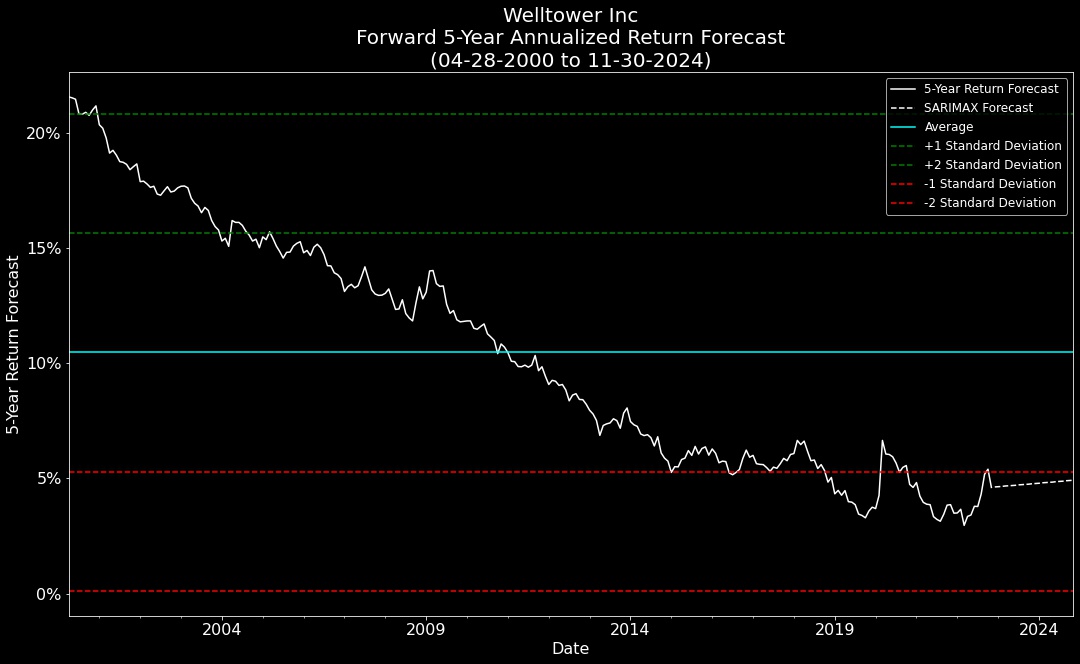 Welltower Inc
Forward 5-Year Annualized Return Forecast
(04-28-2000 to 11-30-2024)
5-Year Return Forecast
SARIMAX Forecast
Average
+1 Standard Deviation
+2 Standard Deviation
-1 Standard Deviation
-2 Standard Deviation
5-Year Return Forecast
20%
15%
10%
5%
0%
2004
2009
2014
2019
2024
Date